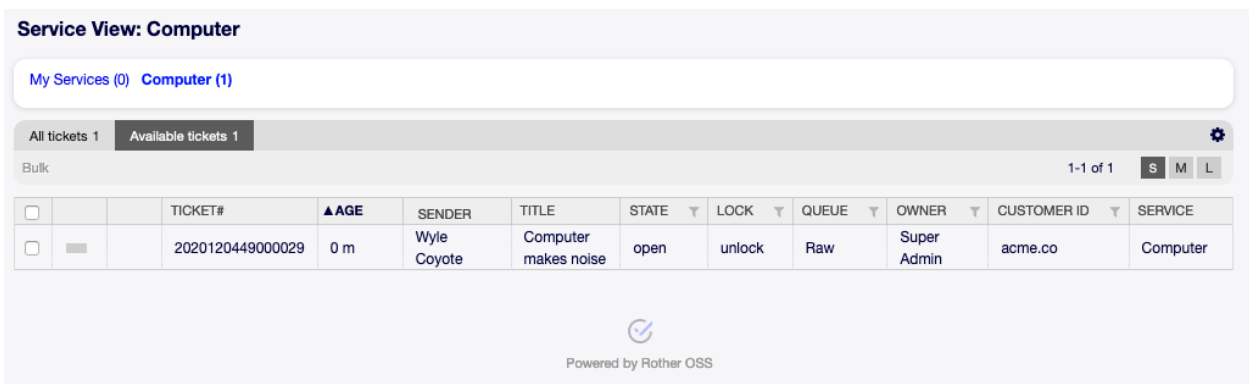 Service View: Computer
My Services (0) Computer (1)
All tickets 1 Available tickets 1
Bulk 1-1 of 1 S M L
TICKET# ▲AGE SENDER TITLE STATE LOCK QUEUE OWNER CUSTOMER ID SERVICE
2020120449000029 0 m Wyle Coyote Computer makes noise open unlock Raw Super Admin acme.co Computer
Powered by Rother OSS